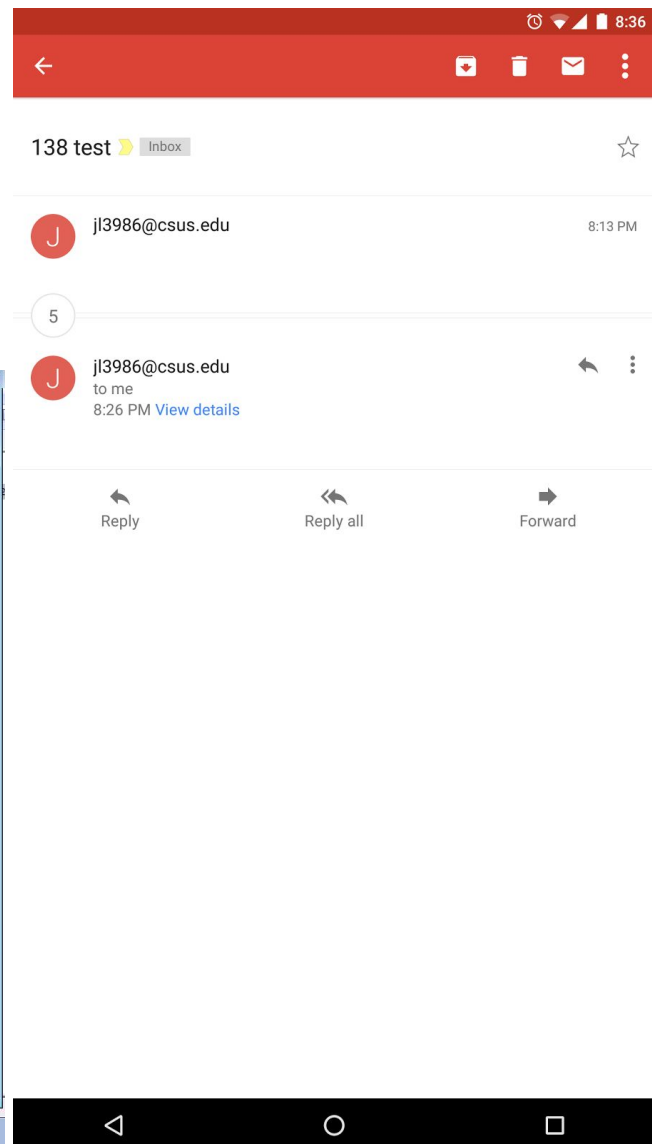 8:36
138 test Inbox
J jl3986@csus.edu 8:13 PM
5
J jl3986@csus.edu
to me
8:26 PM View details
Reply Reply all Forward